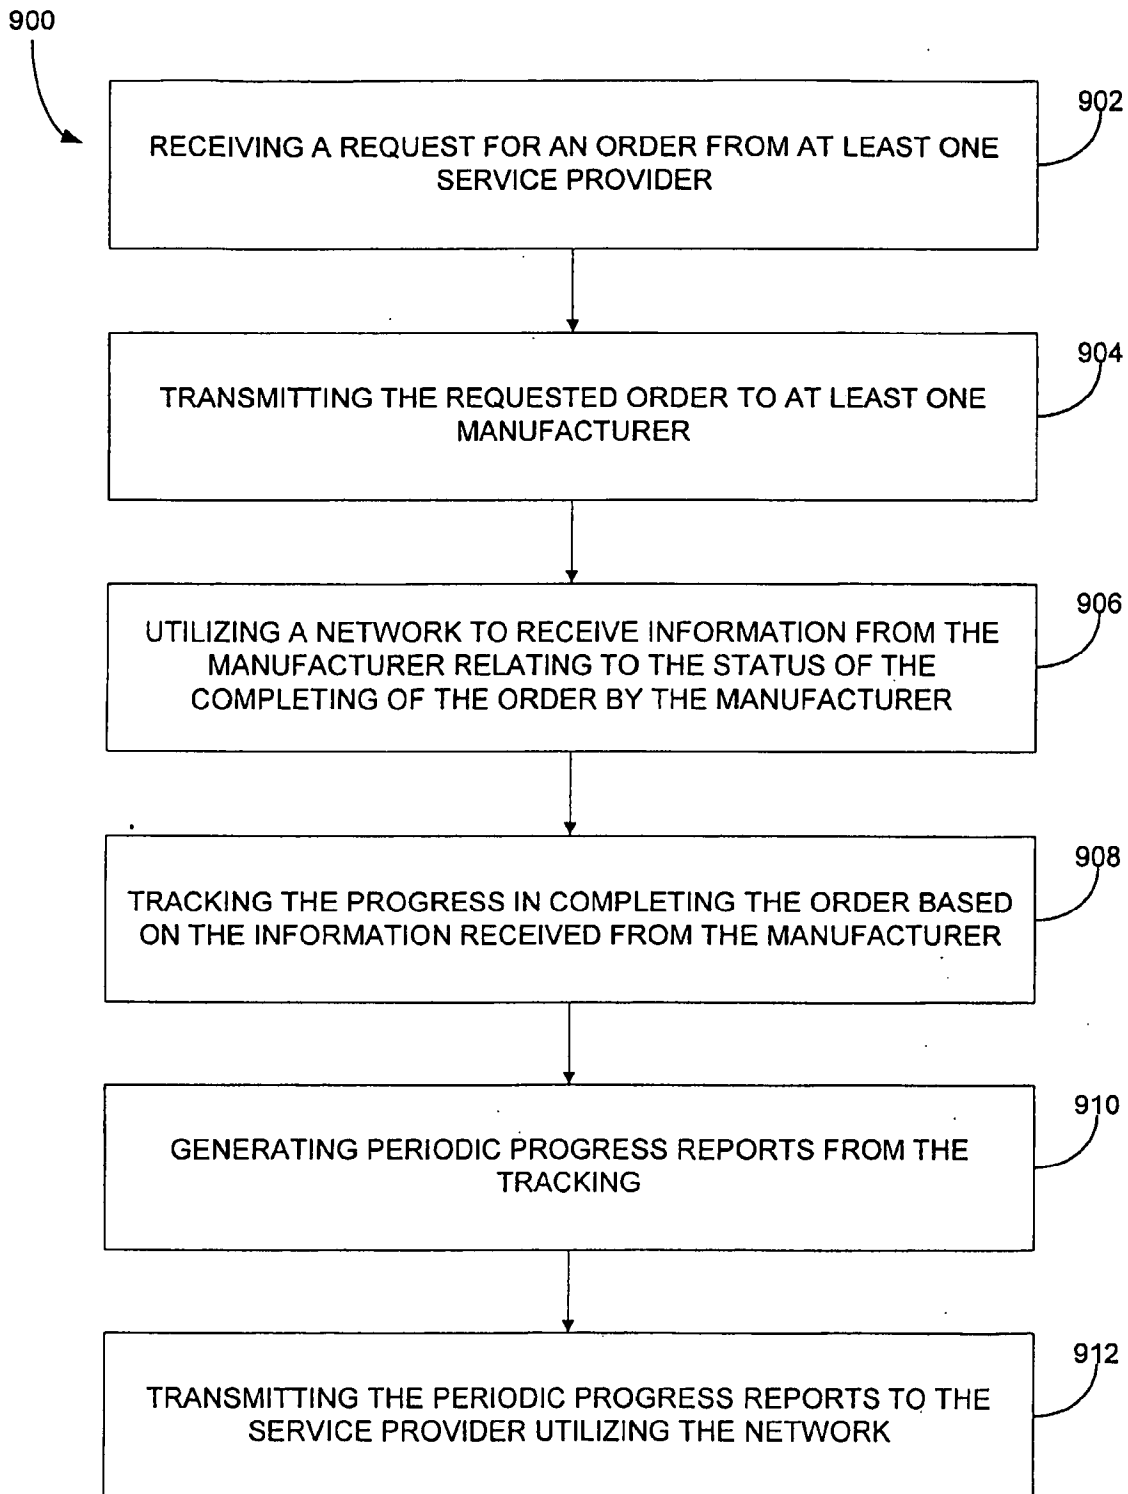 900
902
RECEIVING A REQUEST FOR AN ORDER FROM AT LEAST ONE
SERVICE PROVIDER
904
TRANSMITTING THE REQUESTED ORDER TO AT LEAST ONE
MANUFACTURER
906
UTILIZING A NETWORK TO RECEIVE INFORMATION FROM THE
MANUFACTURER RELATING TO THE STATUS OF THE
COMPLETING OF THE ORDER BY THE MANUFACTURER
908
TRACKING THE PROGRESS IN COMPLETING THE ORDER BASED
ON THE INFORMATION RECEIVED FROM THE MANUFACTURER
910
GENERATING PERIODIC PROGRESS REPORTS FROM THE
TRACKING
912
TRANSMITTING THE PERIODIC PROGRESS REPORTS TO THE
SERVICE PROVIDER UTILIZING THE NETWORK